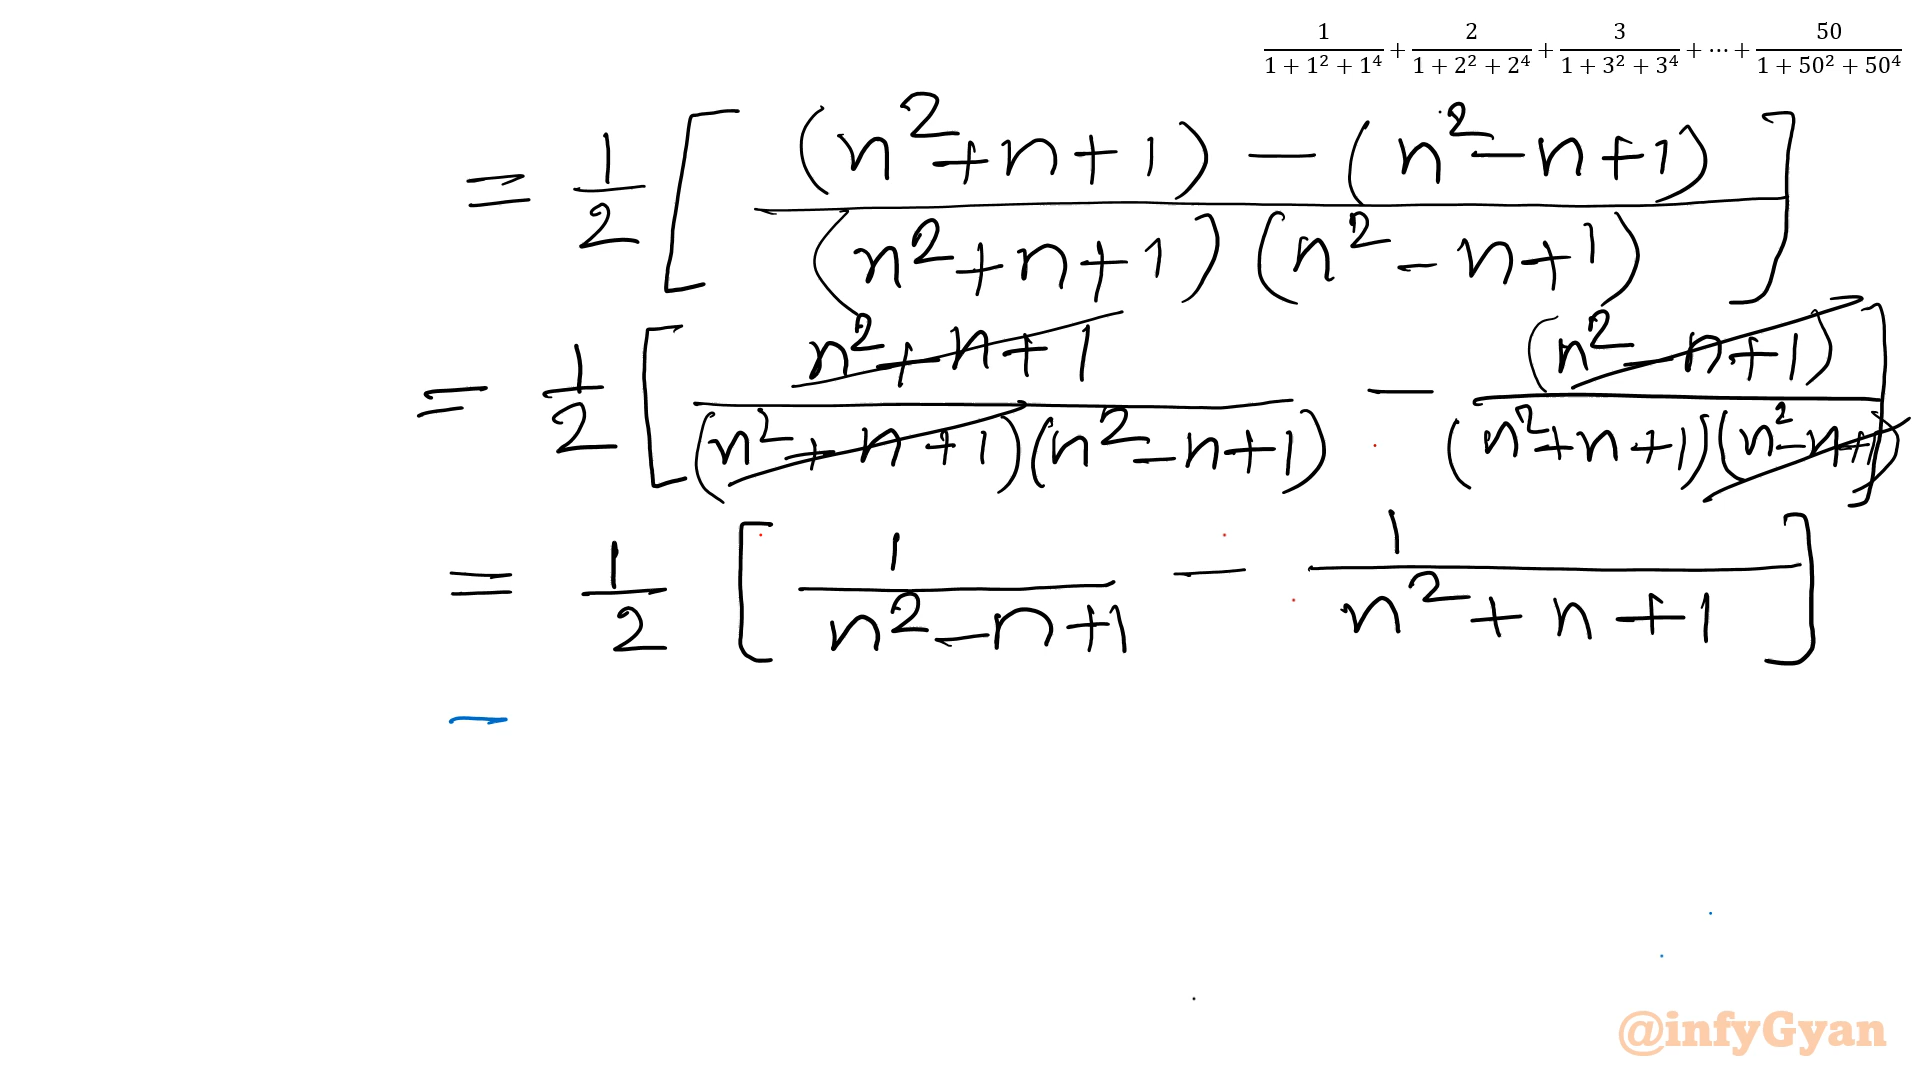 1/(1 + 1² + 1⁴) + 2/(1 + 2² + 2⁴) + 3/(1 + 3² + 3⁴) + ⋯ + 50/(1 + 50² + 50⁴)
= 1/2 [ ((n²+n+1) − (n²−n+1)) / ((n²+n+1)(n²−n+1)) ]
= 1/2 [ (n²+n+1) / ((n²+n+1)(n²−n+1)) − (n²−n+1) / ((n²+n+1)(n²−n+1)) ]
= 1/2 [ 1/(n²−n+1) − 1/(n²+n+1) ]
−
@infyGyan